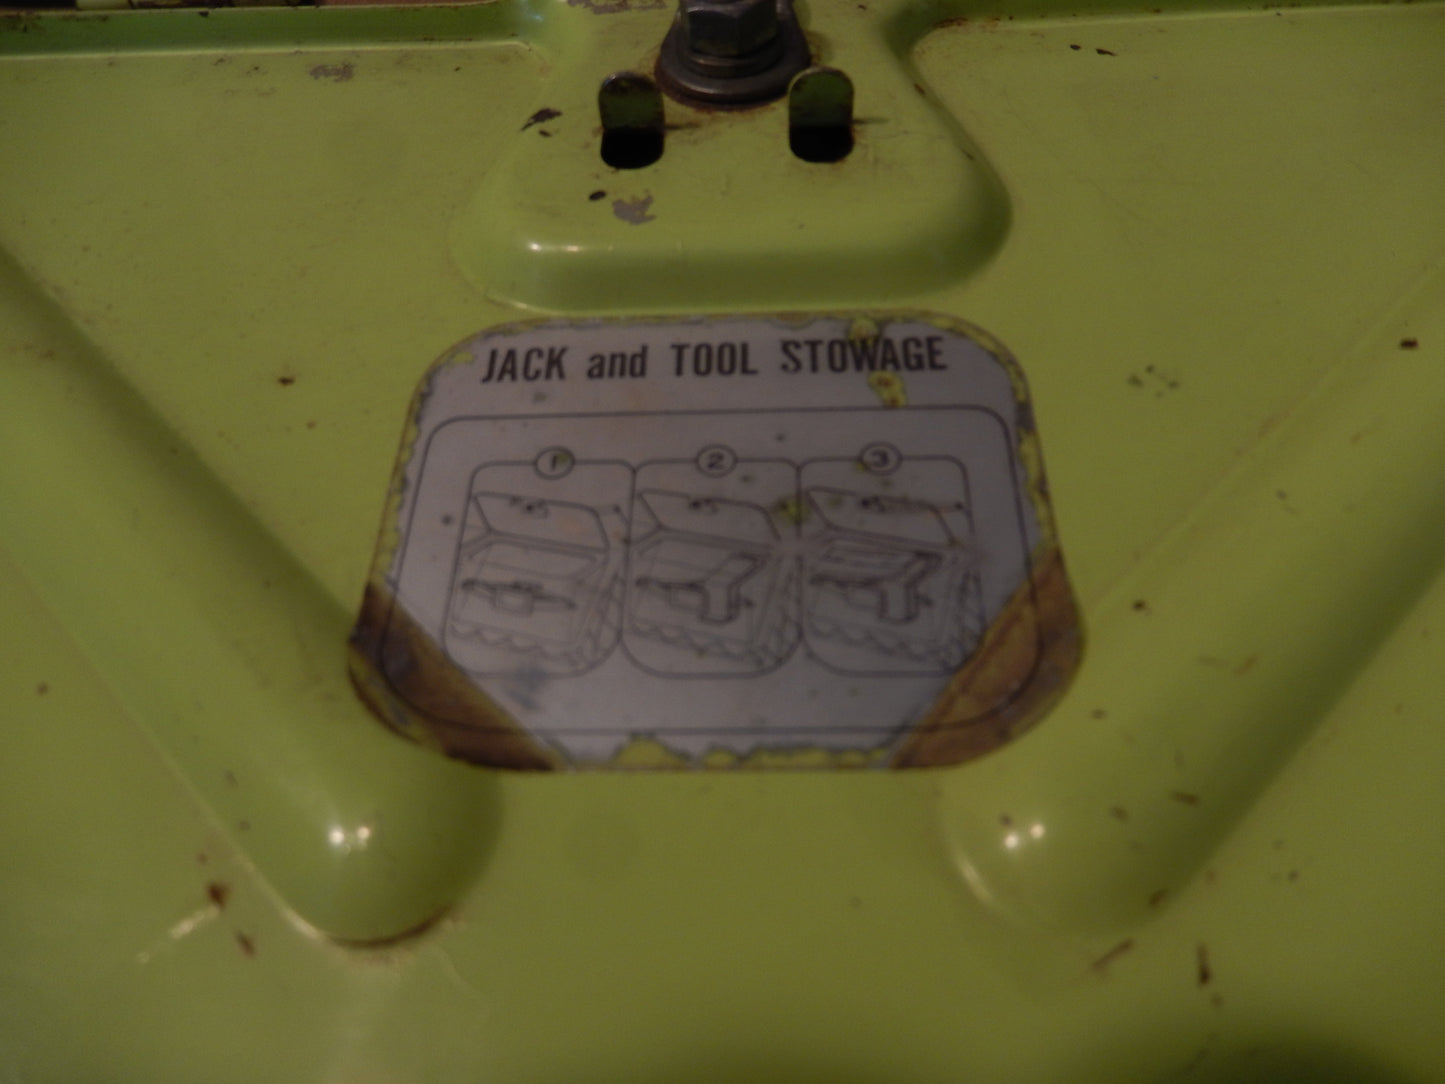 JACK and TOOL STOWAGE
1 2 3